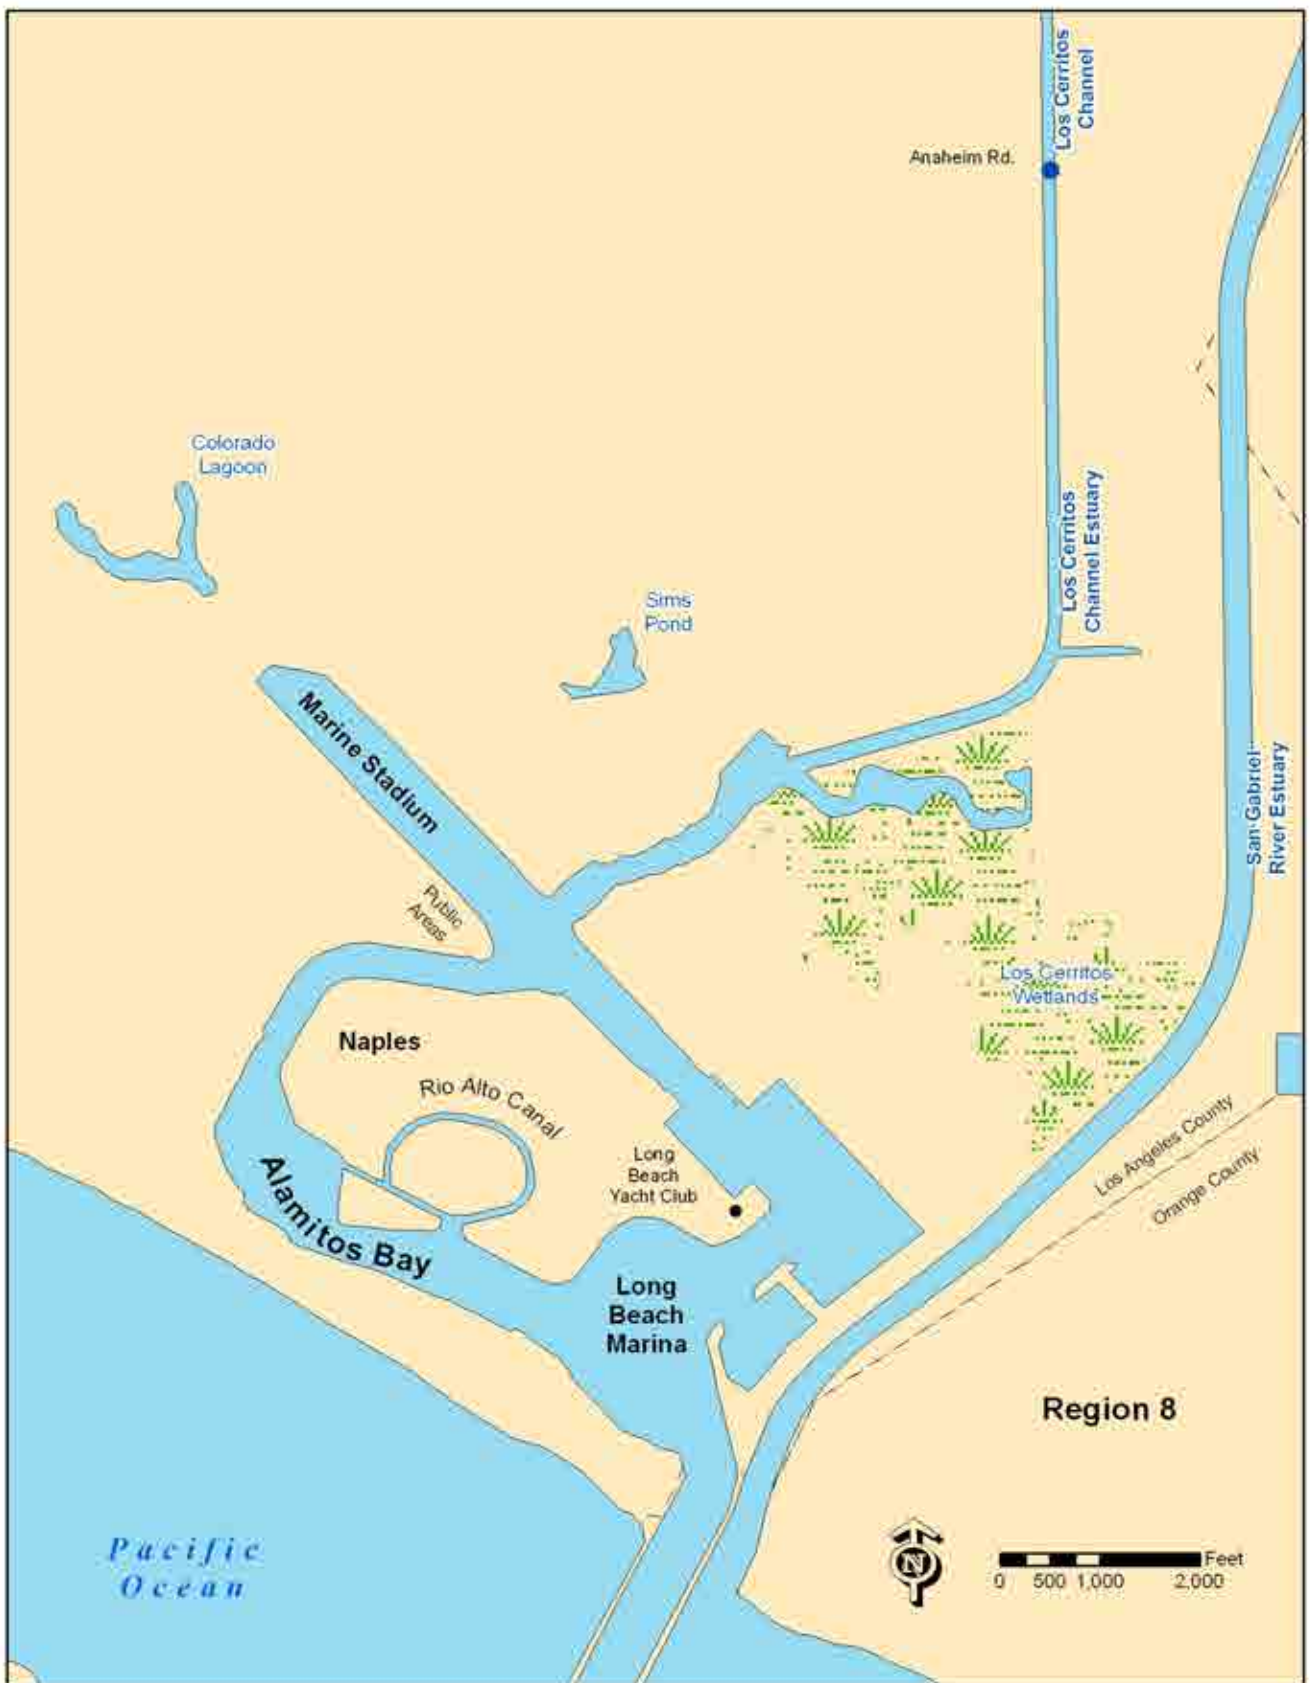 Los Cerritos
Channel
Anaheim Rd.
Colorado
Lagoon
Los Cerritos
Channel Estuary
Sims
Pond
Marine Stadium
San Gabriel
River Estuary
Public
Areas
Los Cerritos
Wetlands
Naples
Rio Alto Canal
Long
Beach
Yacht Club
Los Angeles County
Orange County
Alamitos Bay
Long
Beach
Marina
Region 8
Pacific
Ocean
N
Feet
0 500 1,000 2,000